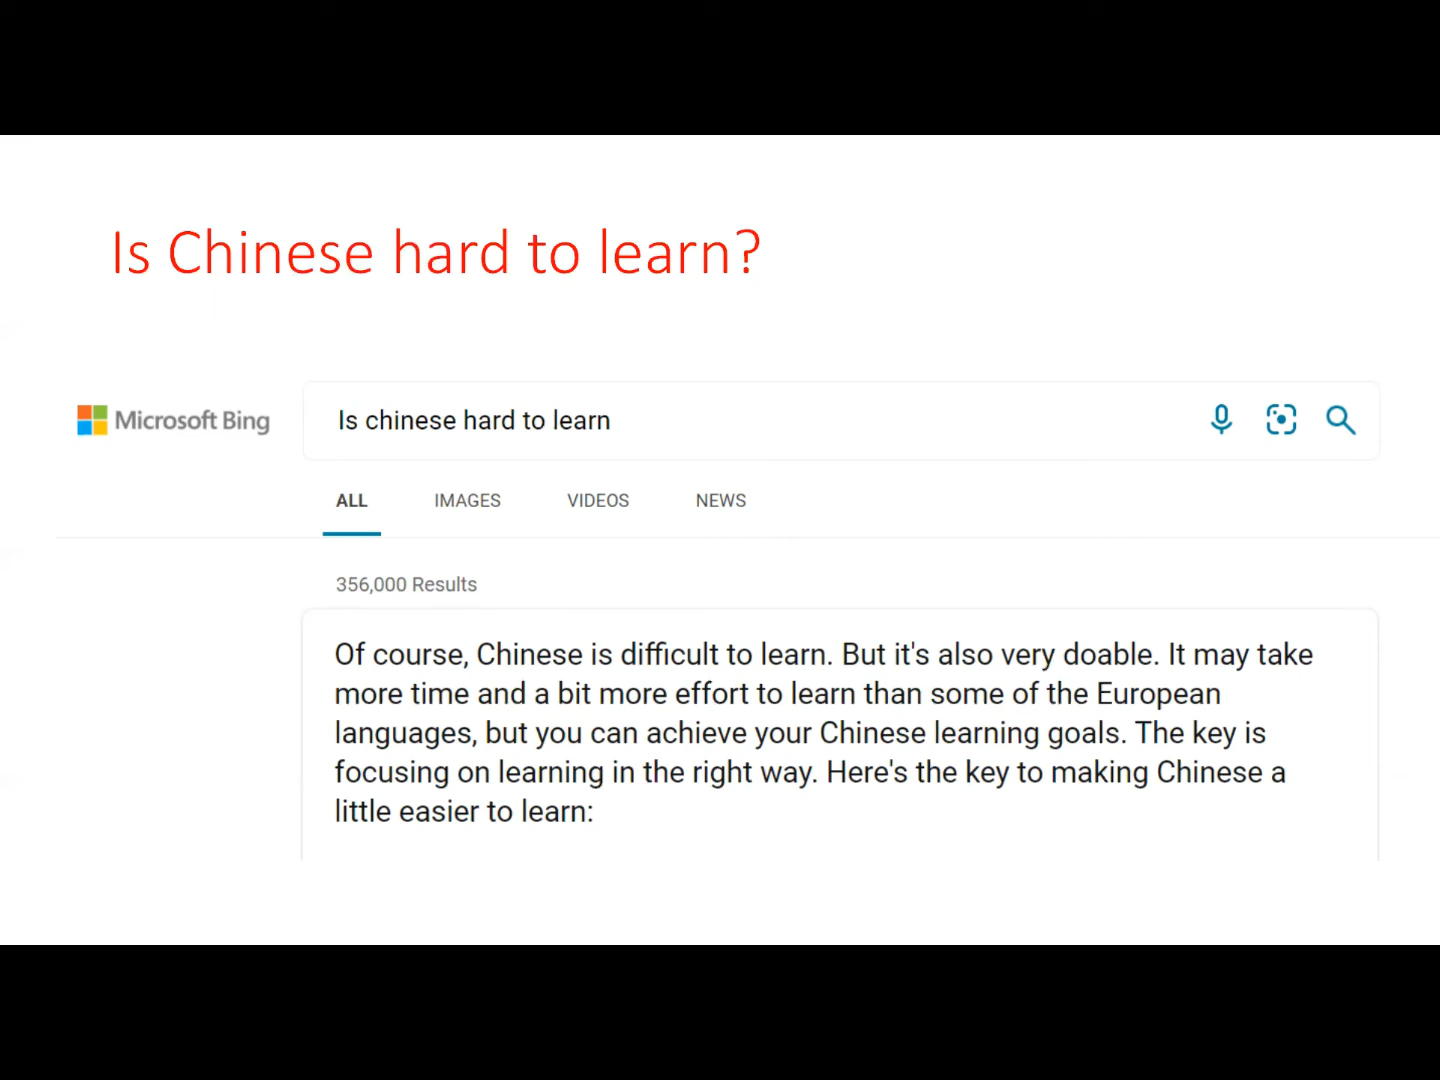 Is Chinese hard to learn?
Microsoft Bing
Is chinese hard to learn
ALL IMAGES VIDEOS NEWS
356,000 Results
Of course, Chinese is difficult to learn. But it's also very doable. It may take
more time and a bit more effort to learn than some of the European
languages, but you can achieve your Chinese learning goals. The key is
focusing on learning in the right way. Here's the key to making Chinese a
little easier to learn: